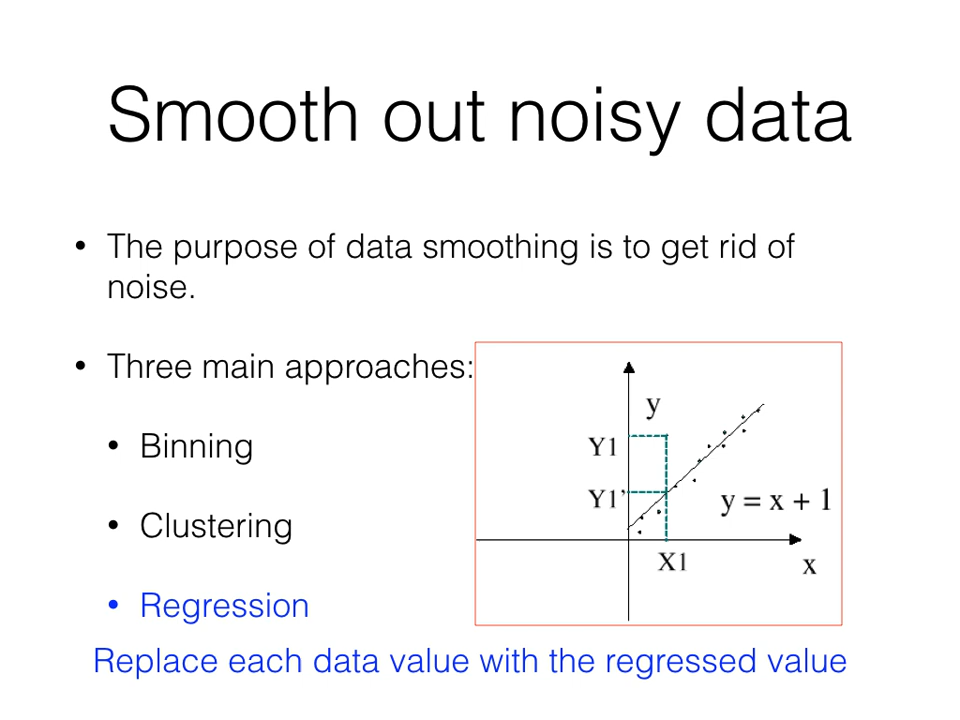 Smooth out noisy data
• The purpose of data smoothing is to get rid of
noise.
• Three main approaches:
• Binning
• Clustering
• Regression
y
Y1
Y1’
y = x + 1
X1
x
Replace each data value with the regressed value